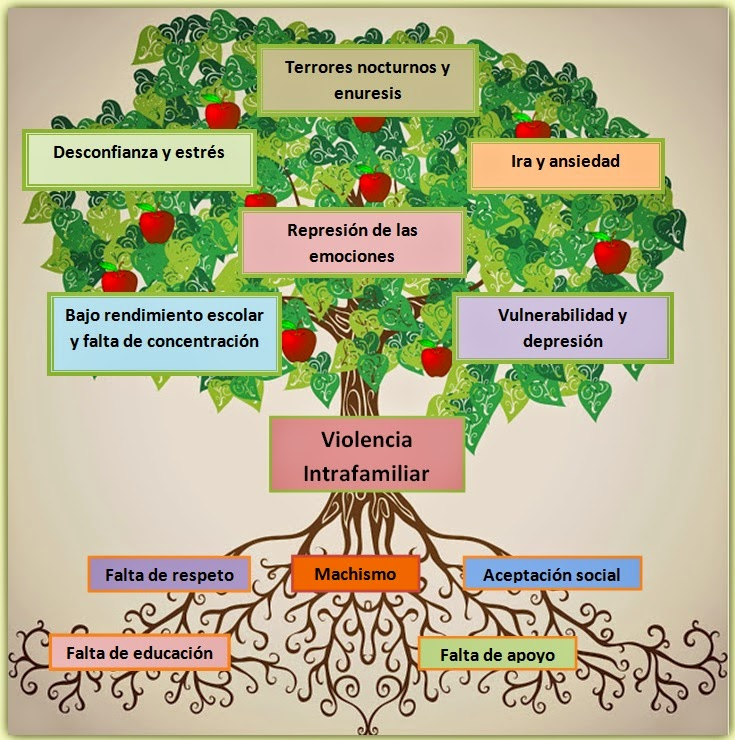 Terrores nocturnos y
enuresis
Desconfianza y estrés
Ira y ansiedad
Represión de las
emociones
Bajo rendimiento escolar
y falta de concentración
Vulnerabilidad y
depresión
Violencia
Intrafamiliar
Falta de respeto
Machismo
Aceptación social
Falta de educación
Falta de apoyo